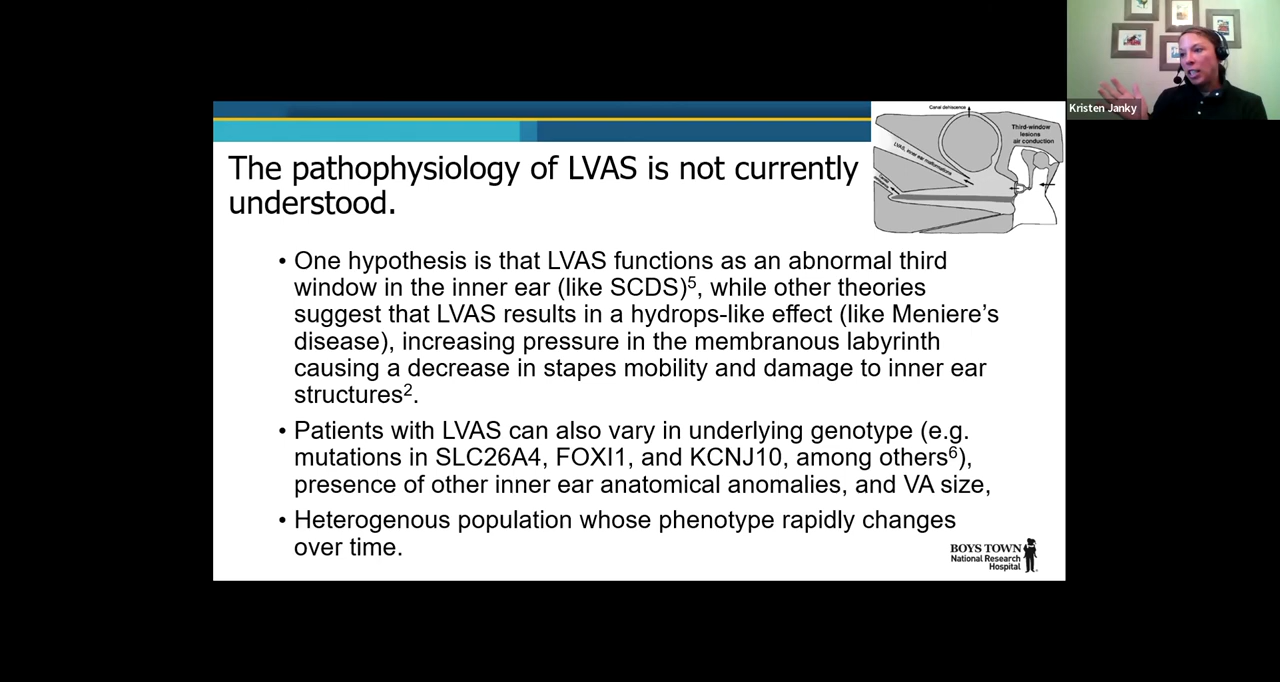 Kristen Janky
Canal dehiscence
Third-window
lesions
air conduction
LVAS, inner ear malformations
The pathophysiology of LVAS is not currently
understood.
• One hypothesis is that LVAS functions as an abnormal third
window in the inner ear (like SCDS)5, while other theories
suggest that LVAS results in a hydrops-like effect (like Meniere’s
disease), increasing pressure in the membranous labyrinth
causing a decrease in stapes mobility and damage to inner ear
structures2.
• Patients with LVAS can also vary in underlying genotype (e.g.
mutations in SLC26A4, FOXI1, and KCNJ10, among others6),
presence of other inner ear anatomical anomalies, and VA size,
• Heterogenous population whose phenotype rapidly changes
over time.
BOYS TOWN
National Research
Hospital